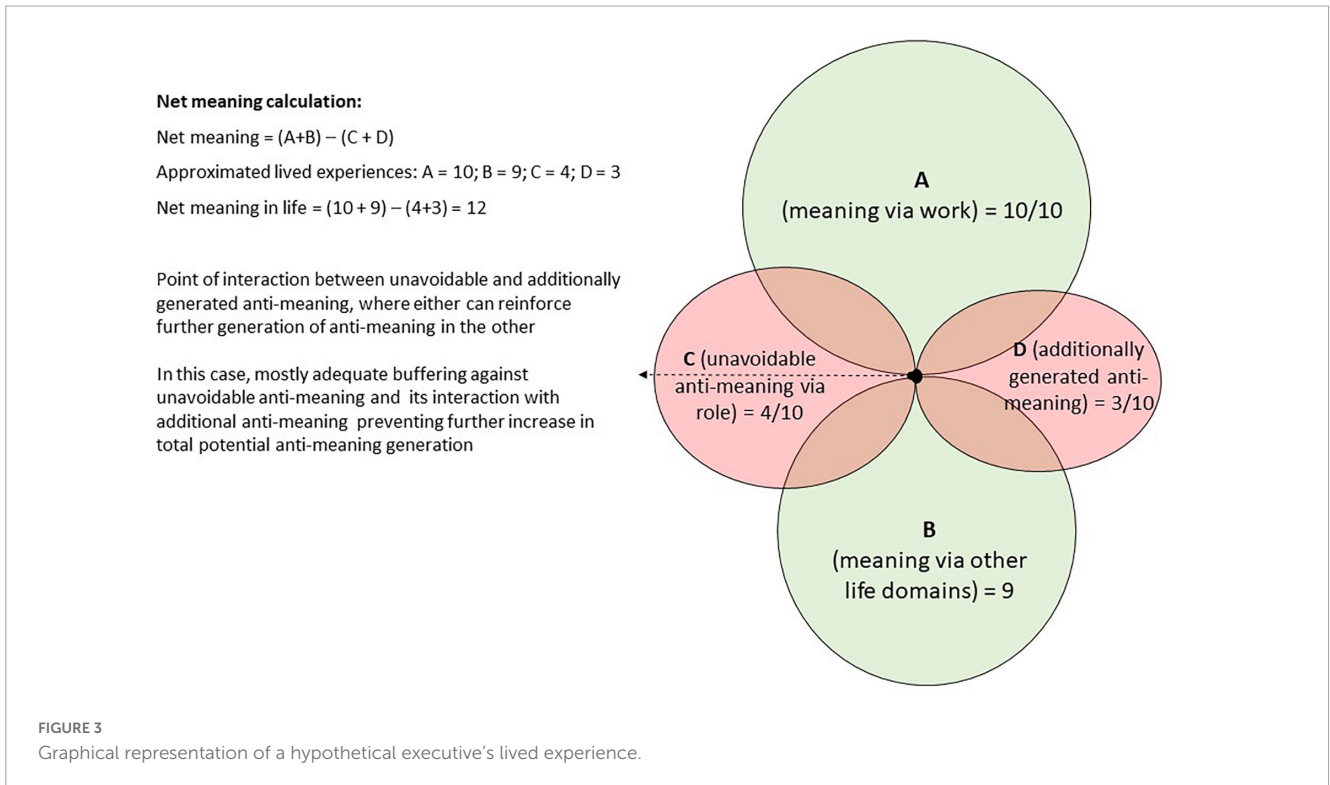 Net meaning calculation:
Net meaning = (A+B) – (C + D)
Approximated lived experiences: A = 10; B = 9; C = 4; D = 3
Net meaning in life = (10 + 9) – (4+3) = 12
Point of interaction between unavoidable and additionally
generated anti-meaning, where either can reinforce
further generation of anti-meaning in the other
In this case, mostly adequate buffering against
unavoidable anti-meaning and its interaction with
additional anti-meaning preventing further increase in
total potential anti-meaning generation
A
(meaning via work) = 10/10
C (unavoidable
anti-meaning via
role) = 4/10
D (additionally
generated anti-
meaning) = 3/10
B
(meaning via other
life domains) = 9
FIGURE 3
Graphical representation of a hypothetical executive's lived experience.